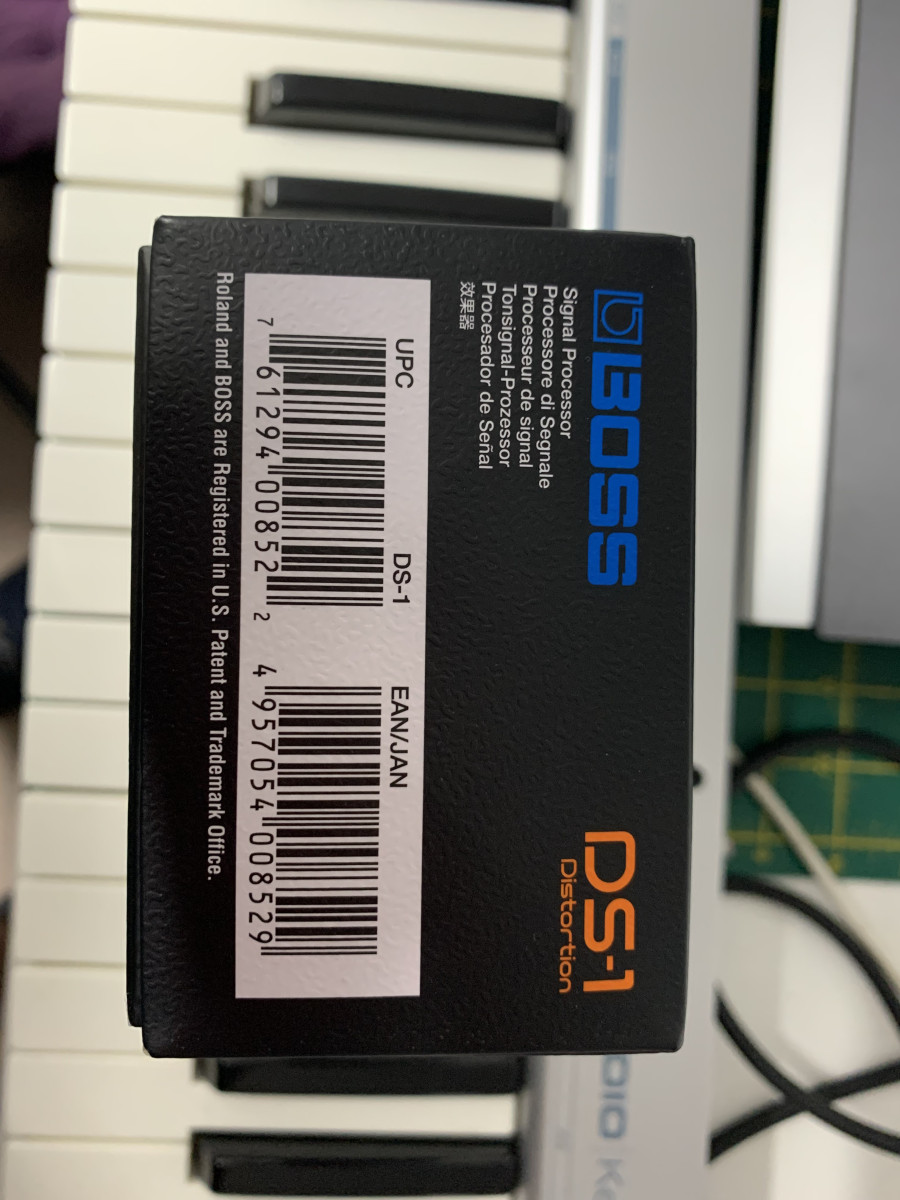 BOSS
DS-1
Distortion
Signal Processor
Processore di Segnale
Processeur de signal
Tonsignal-Prozessor
Procesador de Señal
效果器
UPC
DS-1
EAN/JAN
7 61294 00852 2
4 957054 008529
Roland and BOSS are Registered in U.S. Patent and Trademark Office.